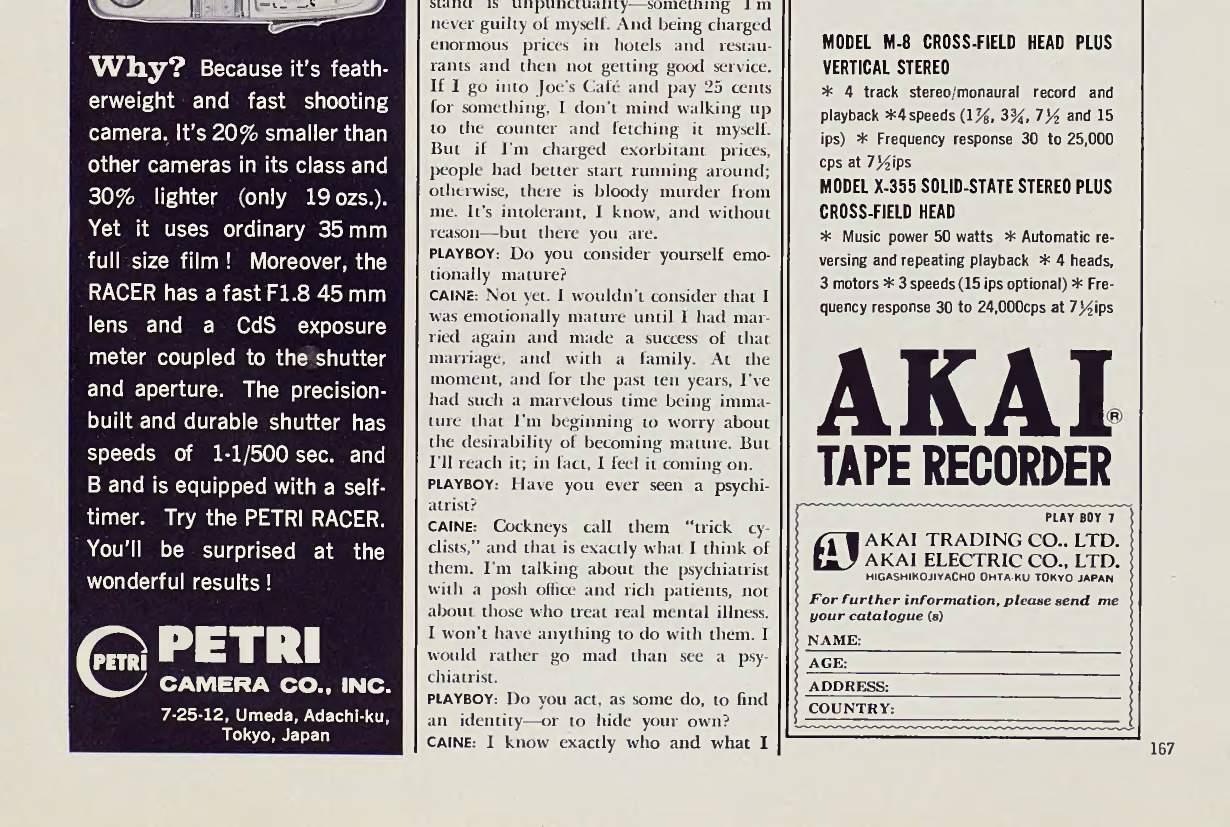 Why? Because it's feath-
erweight and fast shooting
camera. It's 20% smaller than
other cameras in its class and
30% lighter (only 19 ozs.).
Yet it uses ordinary 35 mm
full size film! Moreover, the
RACER has a fast F1.8 45 mm
lens and a CdS exposure
meter coupled to the shutter
and aperture. The precision-
built and durable shutter has
speeds of 1-1/500 sec. and
B and is equipped with a self-
timer. Try the PETRI RACER.
You'll be surprised at the
wonderful results!
PETRI
PETRI
CAMERA CO., INC.
7-25-12, Umeda, Adachi-ku,
Tokyo, Japan
stand is unpunctuality—something I'm
never guilty of myself. And being charged
enormous prices in hotels and restau-
rants and then not getting good service.
If I go into Joe's Café and pay 25 cents
for something, I don't mind walking up
to the counter and fetching it myself.
But if I'm charged exorbitant prices,
people had better start running around;
otherwise, there is bloody murder from
me. It's intolerant, I know, and without
reason—but there you are.
PLAYBOY: Do you consider yourself emo-
tionally mature?
CAINE: Not yet. I wouldn't consider that I
was emotionally mature until I had mar-
ried again and made a success of that
marriage, and with a family. At the
moment, and for the past ten years, I've
had such a marvelous time being imma-
ture that I'm beginning to worry about
the desirability of becoming mature. But
I'll reach it; in fact, I feel it coming on.
PLAYBOY: Have you ever seen a psychi-
atrist?
CAINE: Cockneys call them "trick cy-
clists," and that is exactly what I think of
them. I'm talking about the psychiatrist
with a posh office and rich patients, not
about those who treat real mental illness.
I won't have anything to do with them. I
would rather go mad than see a psy-
chiatrist.
PLAYBOY: Do you act, as some do, to find
an identity—or to hide your own?
CAINE: I know exactly who and what I
MODEL M-8 CROSS-FIELD HEAD PLUS
VERTICAL STEREO
* 4 track stereo/monaural record and
playback *4 speeds (1⅞, 3¾, 7½ and 15
ips) * Frequency response 30 to 25,000
cps at 7½ips
MODEL X-355 SOLID-STATE STEREO PLUS
CROSS-FIELD HEAD
* Music power 50 watts * Automatic re-
versing and repeating playback * 4 heads,
3 motors * 3 speeds (15 ips optional) * Fre-
quency response 30 to 24,000cps at 7½ips
AKAI®
TAPE RECORDER
PLAY BOY 7
AKAI TRADING CO., LTD.
AKAI ELECTRIC CO., LTD.
HIGASHIKOJIYACHO OHTA-KU TOKYO JAPAN
For further information, please send me
your catalogue (s)
NAME:
AGE:
ADDRESS:
COUNTRY:
167